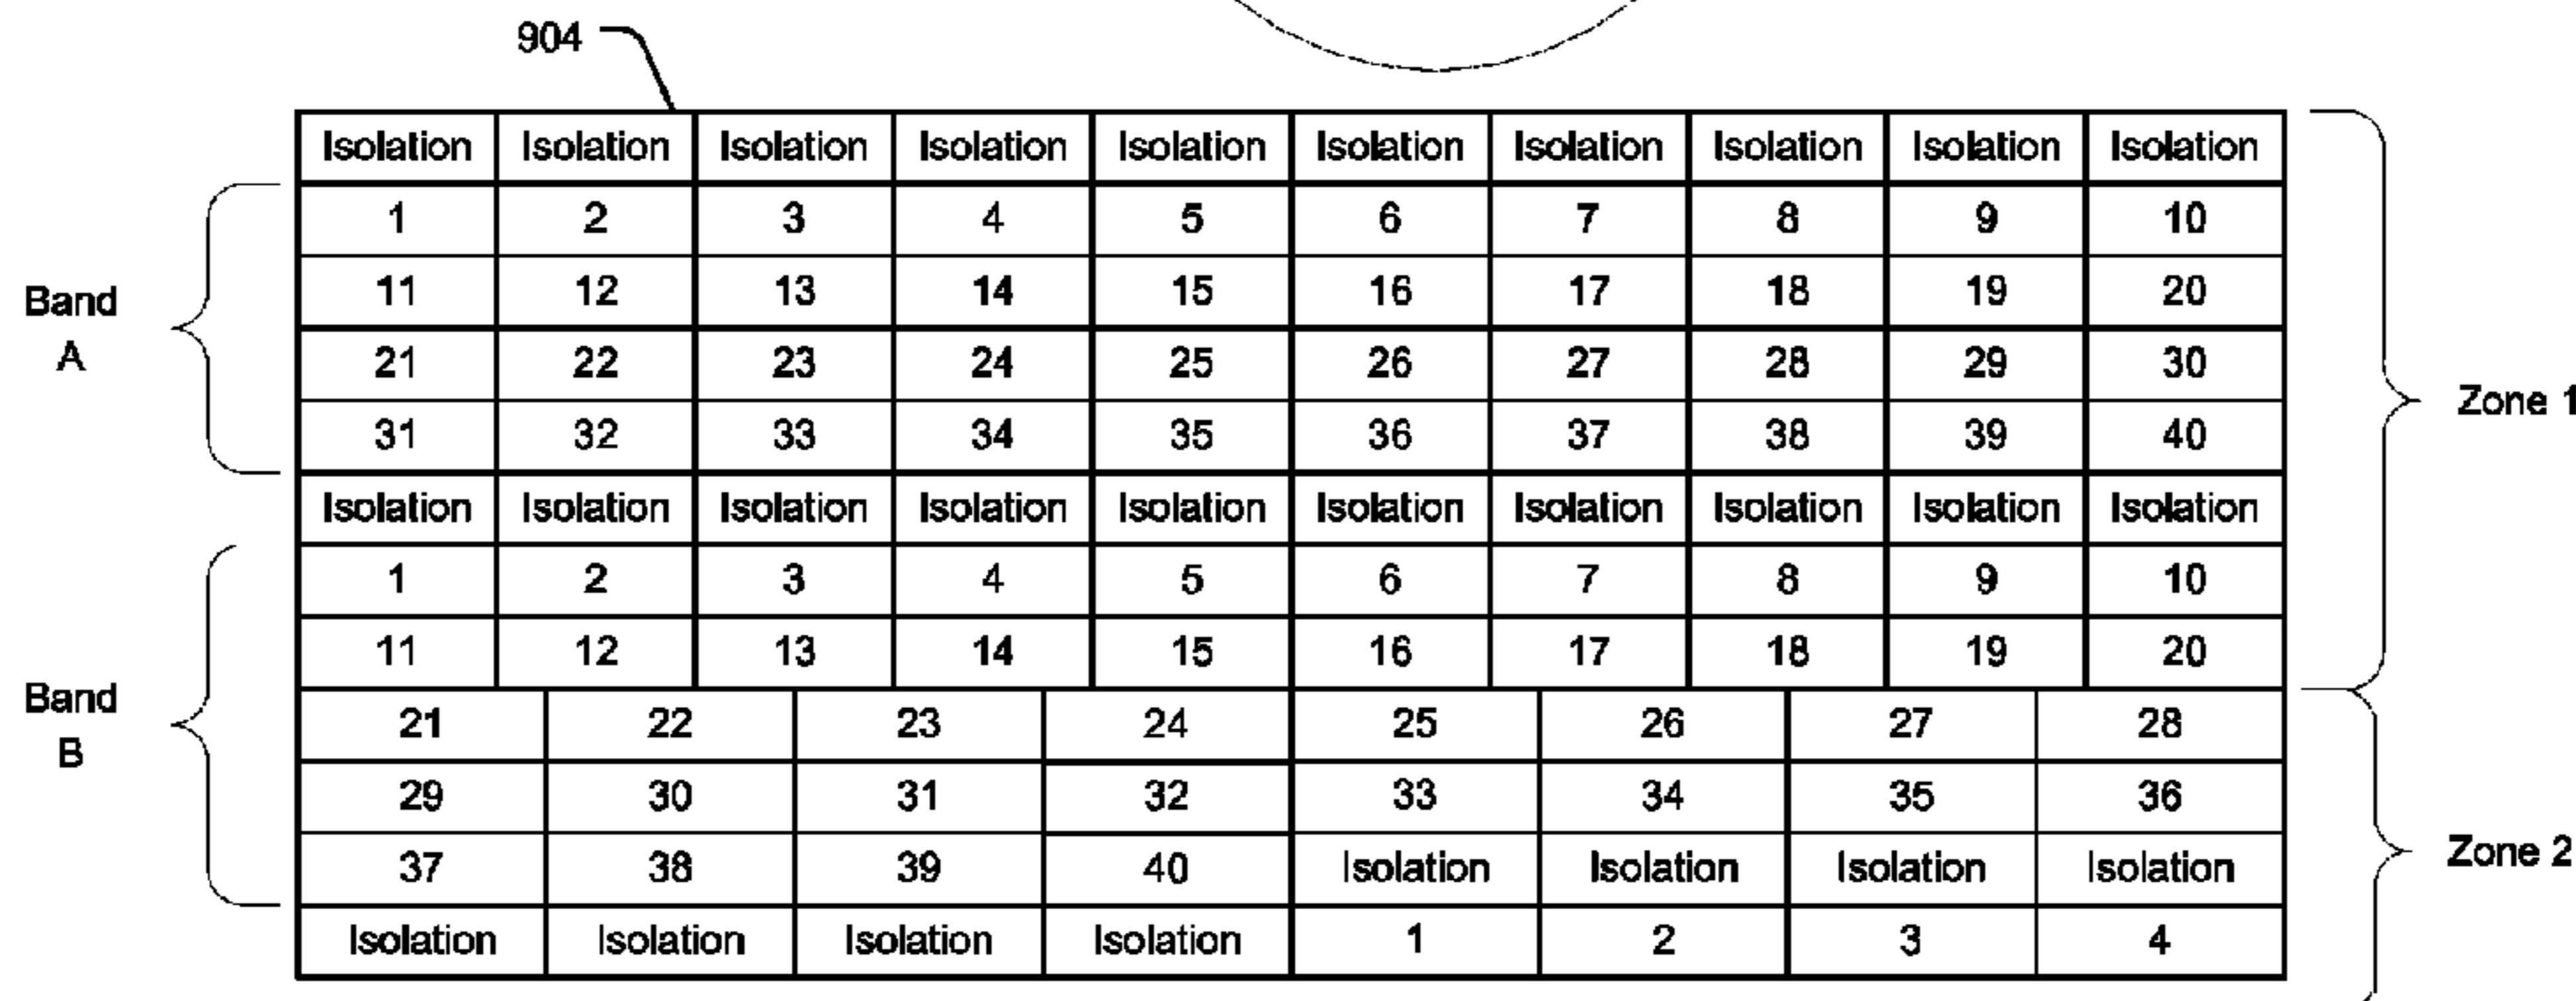 904
Isolation Isolation Isolation Isolation Isolation Isolation Isolation Isolation Isolation Isolation
1 2 3 4 5 6 7 8 9 10
11 12 13 14 15 16 17 18 19 20
Band
A
21 22 23 24 25 26 27 28 29 30
31 32 33 34 35 36 37 38 39 40
Zone 1
Isolation Isolation Isolation Isolation Isolation Isolation Isolation Isolation Isolation Isolation
1 2 3 4 5 6 7 8 9 10
11 12 13 14 15 16 17 18 19 20
Band
B
21 22 23 24 25 26 27 28
29 30 31 32 33 34 35 36
37 38 39 40 Isolation Isolation Isolation Isolation
Zone 2
Isolation Isolation Isolation Isolation 1 2 3 4